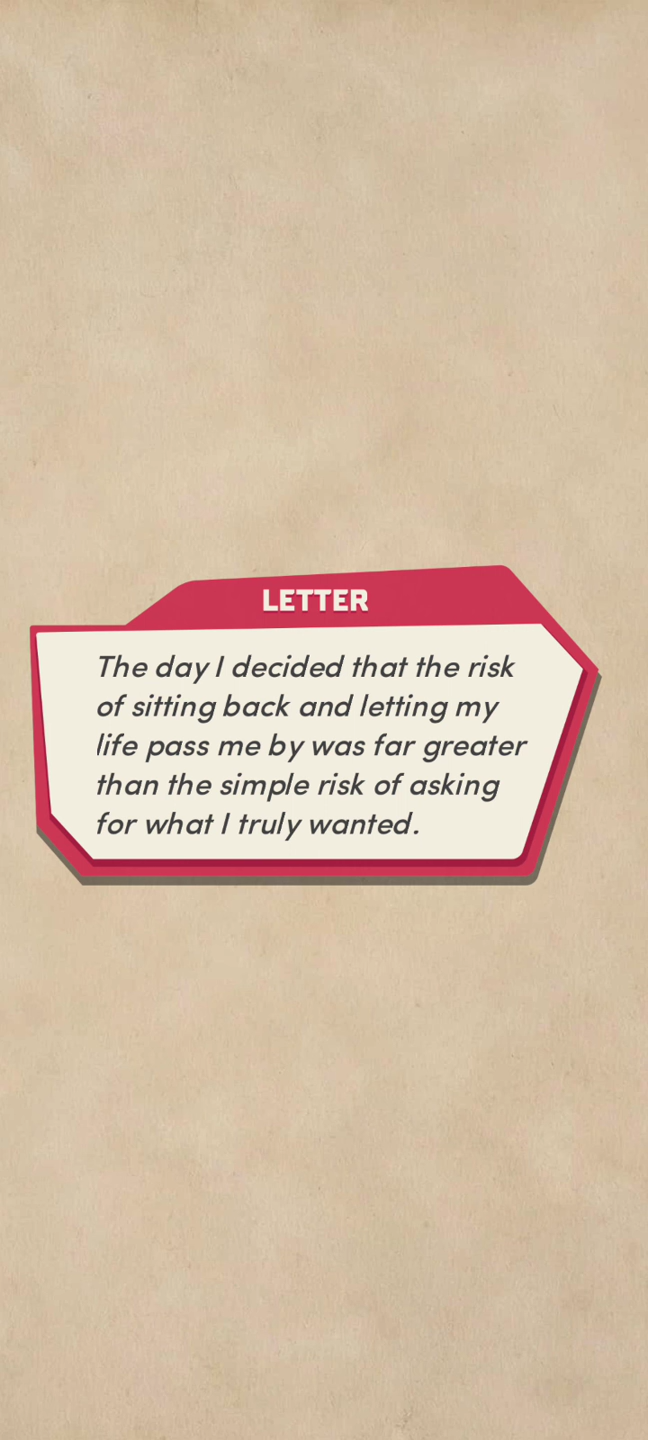 LETTER
The day I decided that the risk
of sitting back and letting my
life pass me by was far greater
than the simple risk of asking
for what I truly wanted.